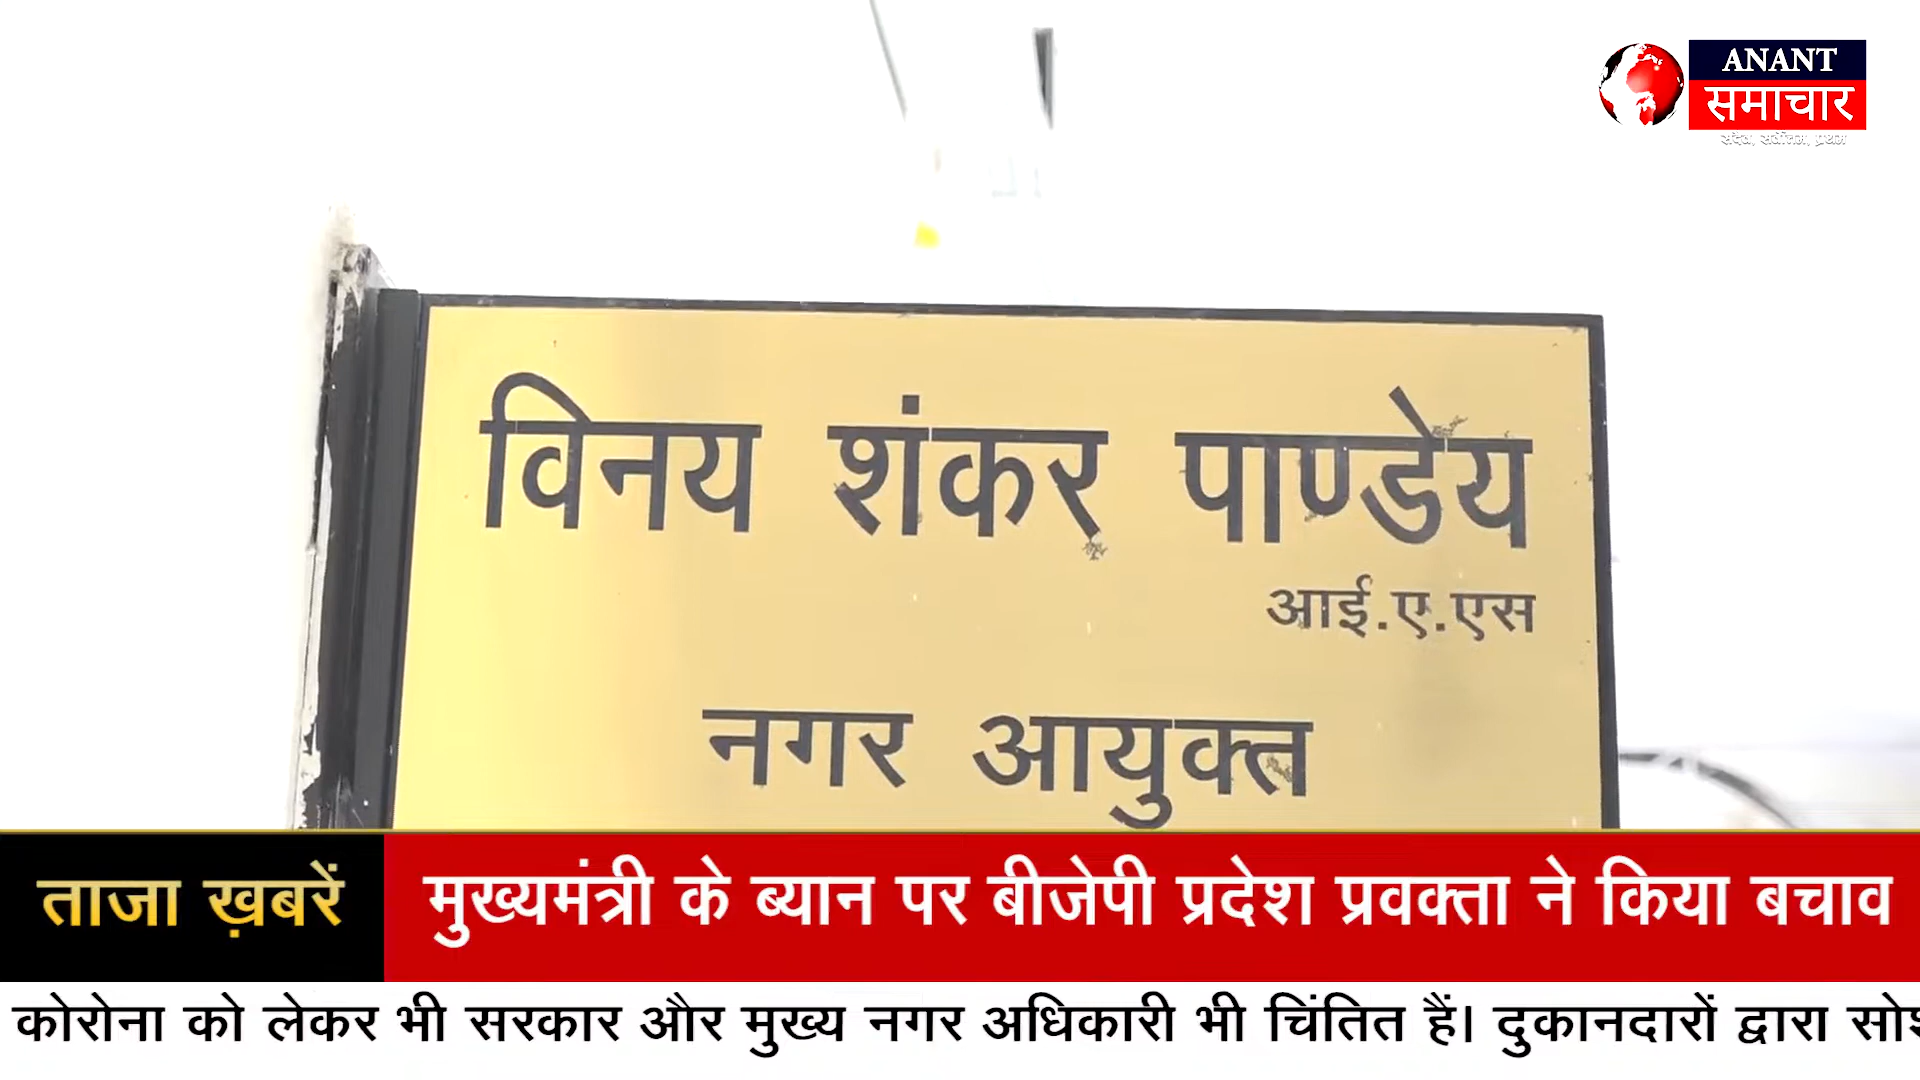 ANANT
समाचार
विनय शंकर पाण्डेय
आई.ए.एस
नगर आयुक्त
ताजा ख़बरें
मुख्यमंत्री के ब्यान पर बीजेपी प्रदेश प्रवक्ता ने किया बचाव
कोरोना को लेकर भी सरकार और मुख्य नगर अधिकारी भी चिंतित हैं। दुकानदारों द्वारा